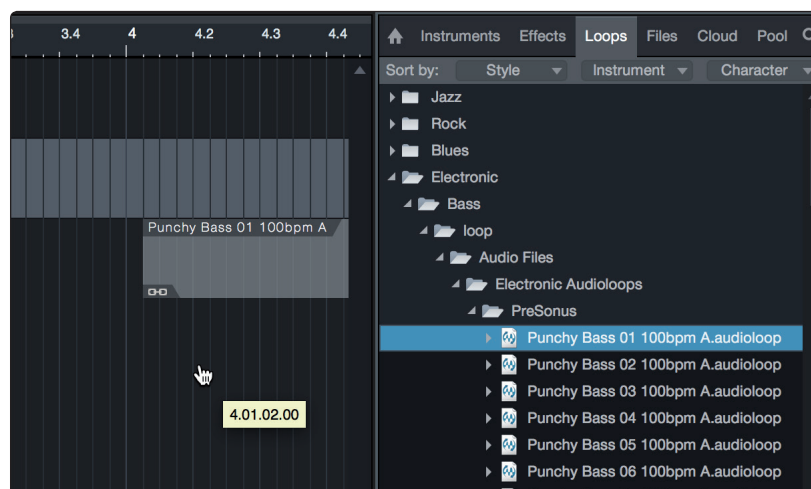 3.4 4 4.2 4.3 4.4
Punchy Bass 01 100bpm A
4.01.02.00
Instruments Effects Loops Files Cloud Pool
Sort by: Style Instrument Character
Jazz
Rock
Blues
Electronic
Bass
loop
Audio Files
Electronic Audioloops
PreSonus
Punchy Bass 01 100bpm A.audioloop
Punchy Bass 02 100bpm A.audioloop
Punchy Bass 03 100bpm A.audioloop
Punchy Bass 04 100bpm A.audioloop
Punchy Bass 05 100bpm A.audioloop
Punchy Bass 06 100bpm A.audioloop